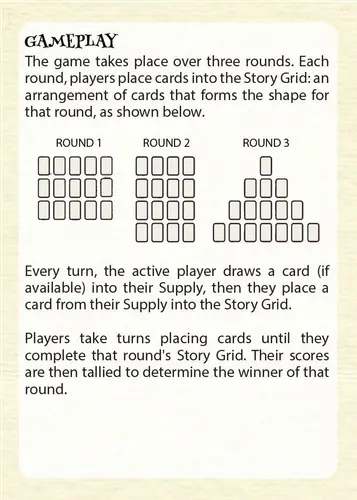 GAMEPLAY
The game takes place over three rounds. Each
round, players place cards into the Story Grid: an
arrangement of cards that forms the shape for
that round, as shown below.
ROUND 1 ROUND 2 ROUND 3
Every turn, the active player draws a card (if
available) into their Supply, then they place a
card from their Supply into the Story Grid.
Players take turns placing cards until they
complete that round's Story Grid. Their scores
are then tallied to determine the winner of that
round.